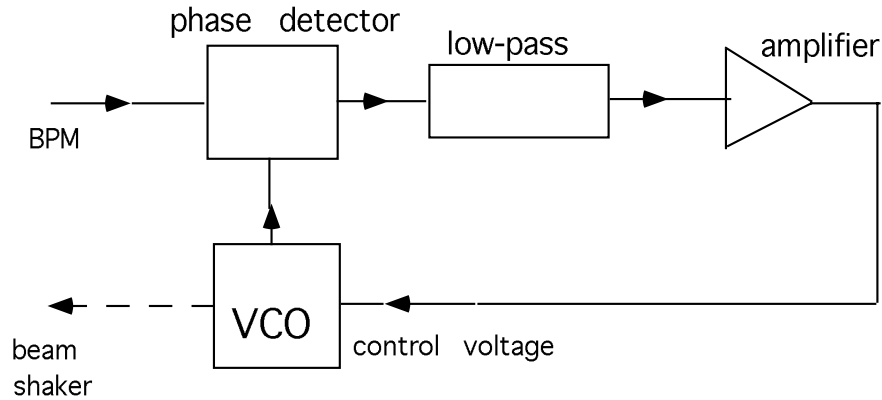 phase detector
low-pass
amplifier
BPM
VCO
control voltage
beam
shaker